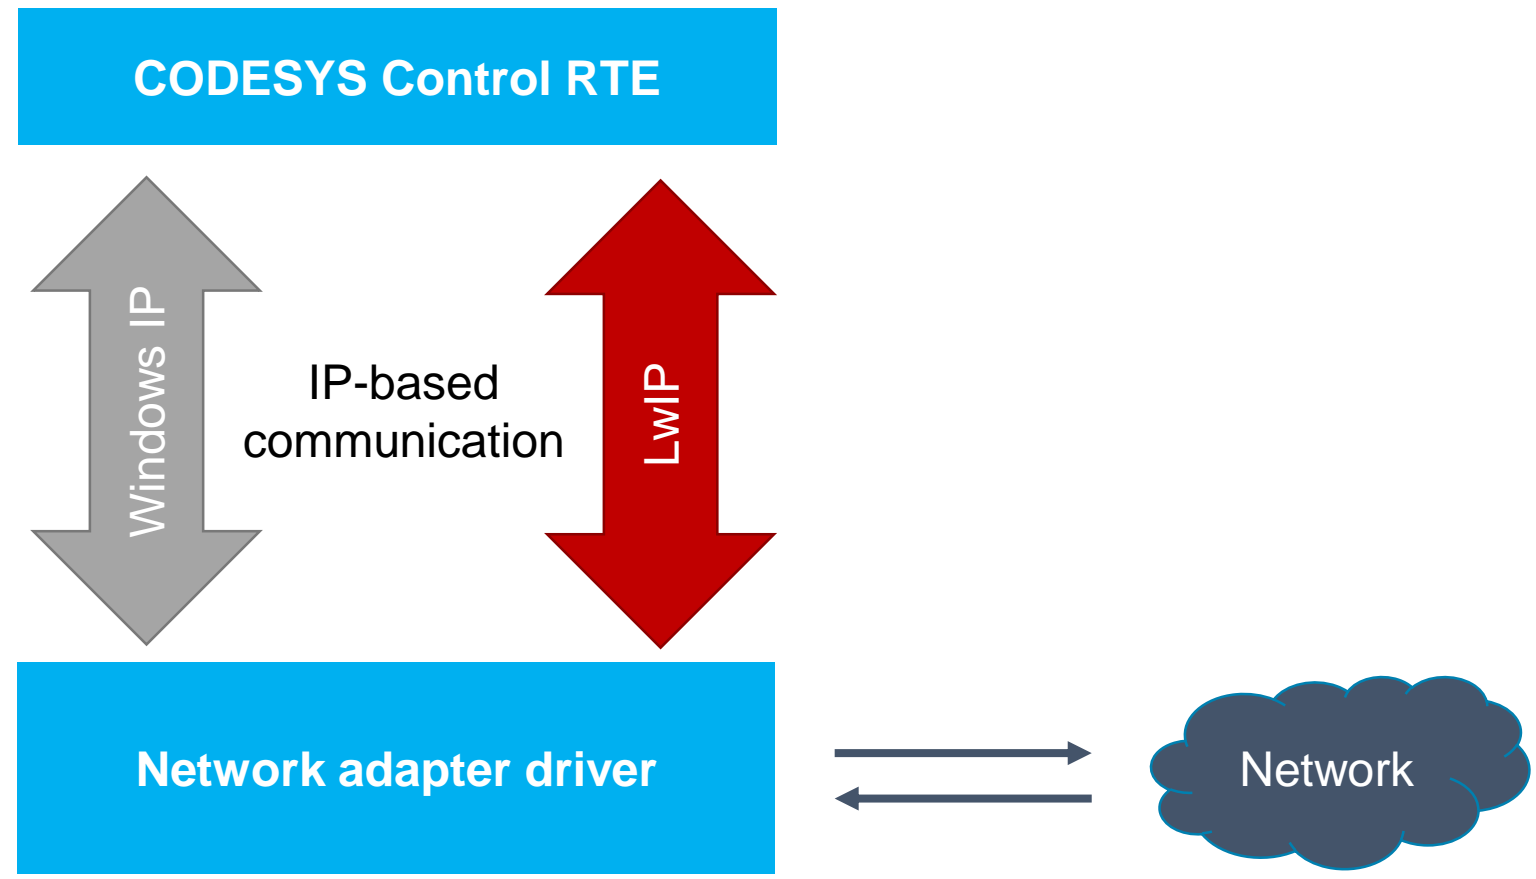 CODESYS Control RTE
Windows IP
IP-based
communication
LwIP
Network adapter driver
Network